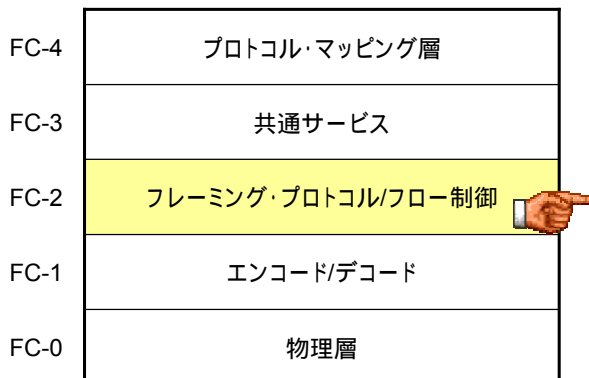 FC-4 プロトコル・マッピング層
FC-3 共通サービス
FC-2 フレーミング・プロトコル/フロー制御
FC-1 エンコード/デコード
FC-0 物理層